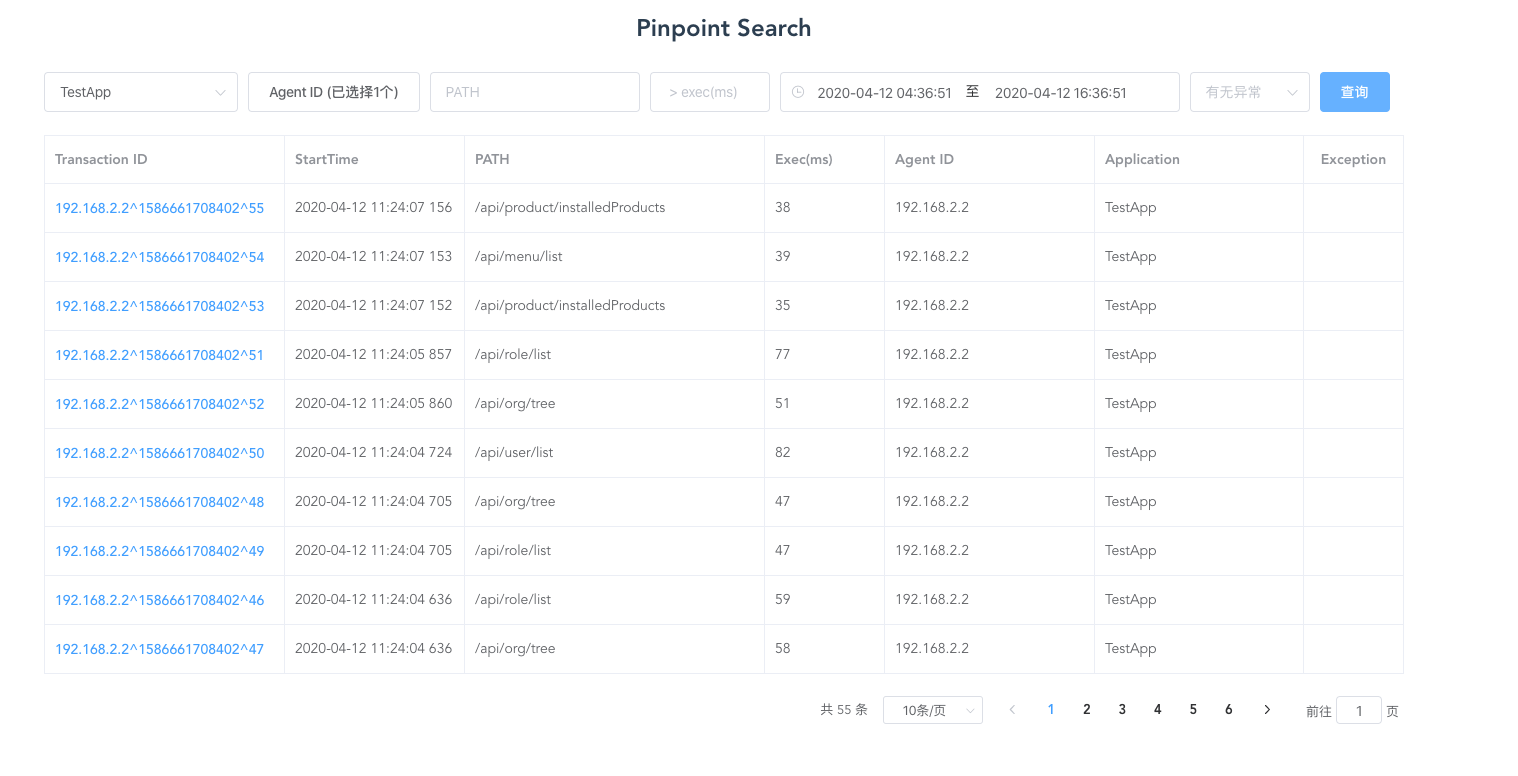 Pinpoint Search
TestApp Agent ID (已选择1个) PATH > exec(ms) 2020-04-12 04:36:51 至 2020-04-12 16:36:51 有无异常 查询
Transaction ID StartTime PATH Exec(ms) Agent ID Application Exception
192.168.2.2^1586661708402^55 2020-04-12 11:24:07 156 /api/product/installedProducts 38 192.168.2.2 TestApp
192.168.2.2^1586661708402^54 2020-04-12 11:24:07 153 /api/menu/list 39 192.168.2.2 TestApp
192.168.2.2^1586661708402^53 2020-04-12 11:24:07 152 /api/product/installedProducts 35 192.168.2.2 TestApp
192.168.2.2^1586661708402^51 2020-04-12 11:24:05 857 /api/role/list 77 192.168.2.2 TestApp
192.168.2.2^1586661708402^52 2020-04-12 11:24:05 860 /api/org/tree 51 192.168.2.2 TestApp
192.168.2.2^1586661708402^50 2020-04-12 11:24:04 724 /api/user/list 82 192.168.2.2 TestApp
192.168.2.2^1586661708402^48 2020-04-12 11:24:04 705 /api/org/tree 47 192.168.2.2 TestApp
192.168.2.2^1586661708402^49 2020-04-12 11:24:04 705 /api/role/list 47 192.168.2.2 TestApp
192.168.2.2^1586661708402^46 2020-04-12 11:24:04 636 /api/role/list 59 192.168.2.2 TestApp
192.168.2.2^1586661708402^47 2020-04-12 11:24:04 636 /api/org/tree 58 192.168.2.2 TestApp
共 55 条 10条/页 1 2 3 4 5 6 前往 1 页